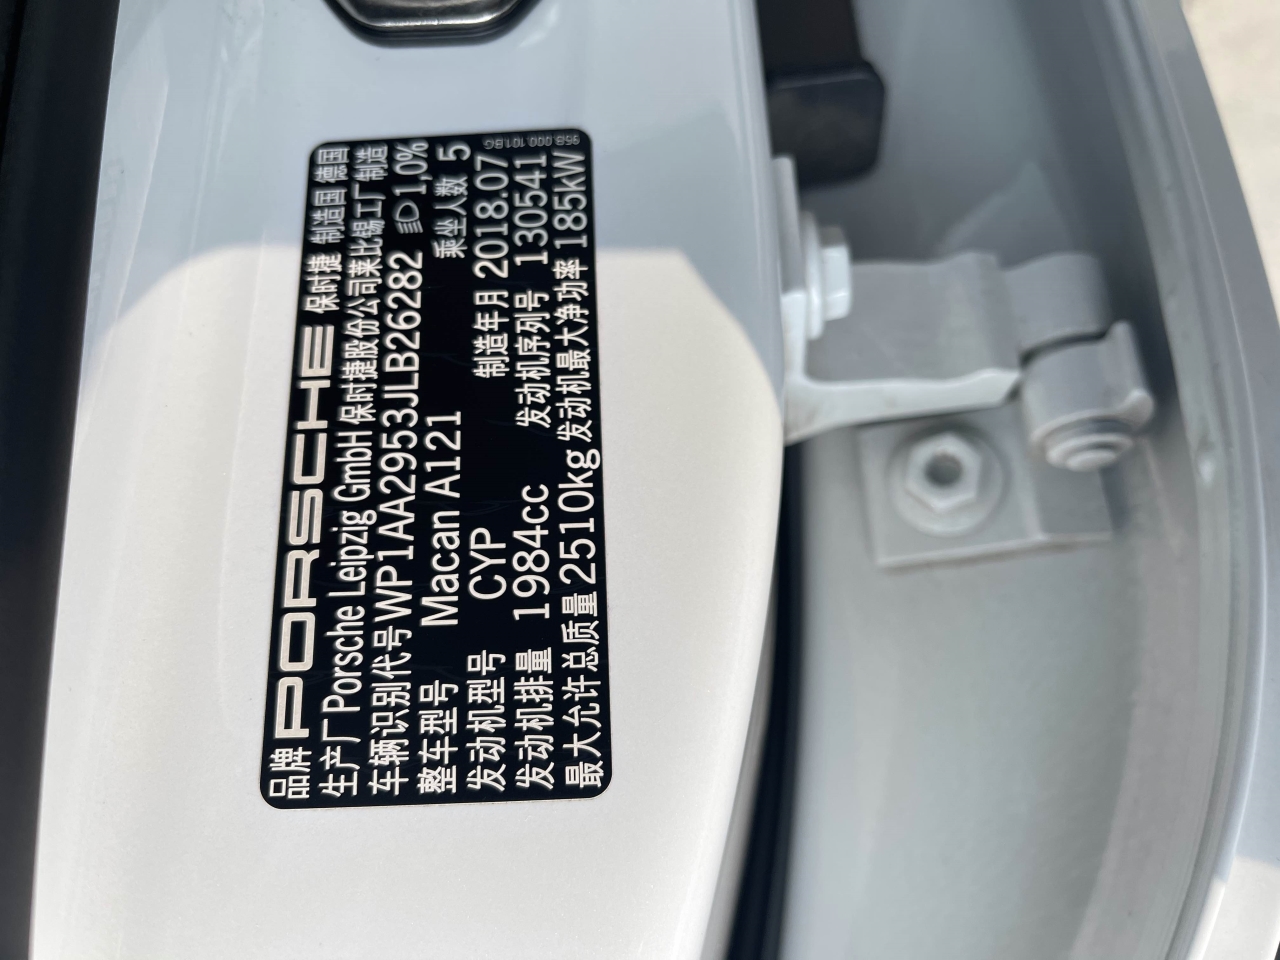 品牌 PORSCHE 保时捷 制造国 德国
生产厂 Porsche Leipzig GmbH 保时捷股份公司莱比锡工厂制造
车辆识别代号 WP1AA2953JLB26282 1,0%
整车型号 Macan A121 乘坐人数 5
发动机型号 CYP 制造年月 2018.07
发动机排量 1984cc 发动机序列号 130541
最大允许总质量 2510kg 发动机最大净功率 185kW
95B.000.101.BG